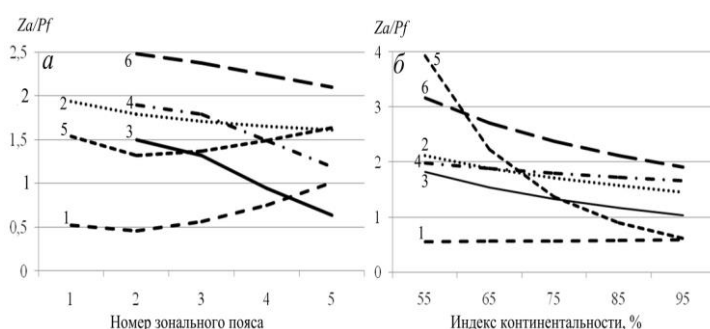 Za/Pf
2,5
2
1,5
1
0,5
0
а
6
2
4
5
3
1
1 2 3 4 5
Номер зонального пояса
Za/Pf
4
3
2
1
0
б
5
6
2
4
3
1
55 65 75 85 95
Индекс континентальности, %